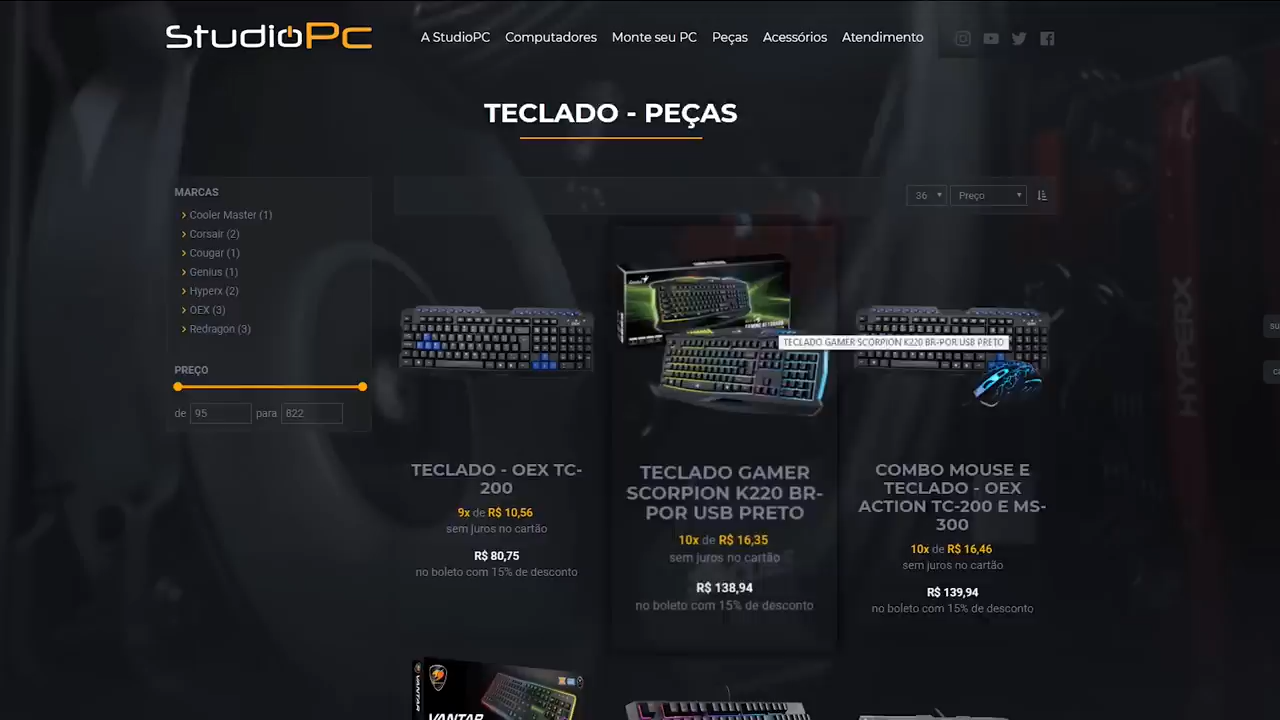 StudioPc
A StudioPC Computadores Monte seu PC Peças Acessórios Atendimento
TECLADO - PEÇAS
MARCAS
Cooler Master (1)
Corsair (2)
Cougar (1)
Genius (1)
Hyperx (2)
OEX (3)
Redragon (3)
PREÇO
de 95 para 822
36 Preço
TECLADO GAMER SCORPION K220 BR-POR USB PRETO
HYPERX
TECLADO - OEX TC-
200
9x de R$ 10,56
sem juros no cartão
R$ 80,75
no boleto com 15% de desconto
TECLADO GAMER
SCORPION K220 BR-
POR USB PRETO
10x de R$ 16,35
sem juros no cartão
R$ 138,94
no boleto com 15% de desconto
COMBO MOUSE E
TECLADO - OEX
ACTION TC-200 E MS-
300
10x de R$ 16,46
sem juros no cartão
R$ 139,94
no boleto com 15% de desconto
VANTAR